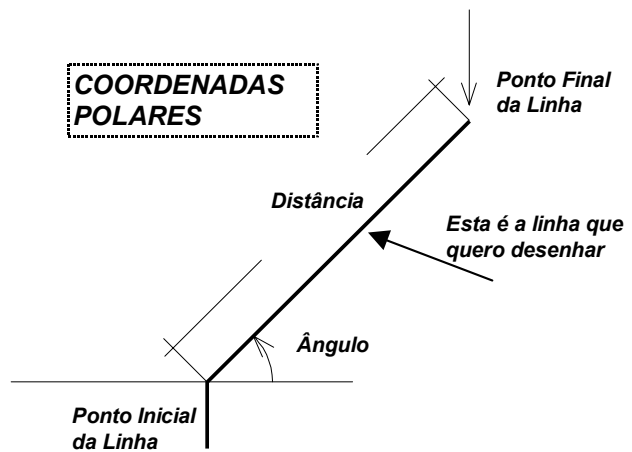 COORDENADAS
POLARES
Ponto Final
da Linha
Distância
Esta é a linha que
quero desenhar
Ângulo
Ponto Inicial
da Linha